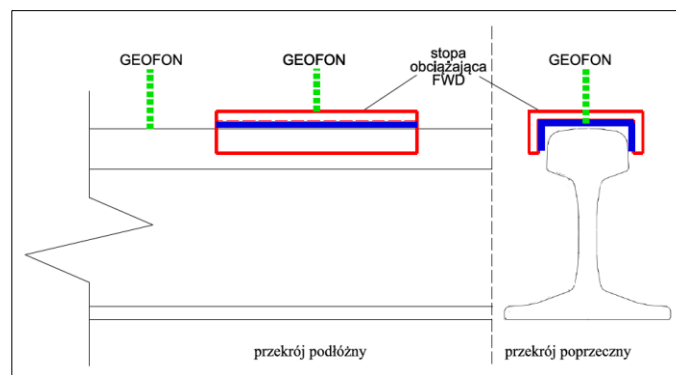 GEOFON
GEOFON
stopa
obciążająca
FWD
GEOFON
przekrój podłóżny
przekrój poprzeczny